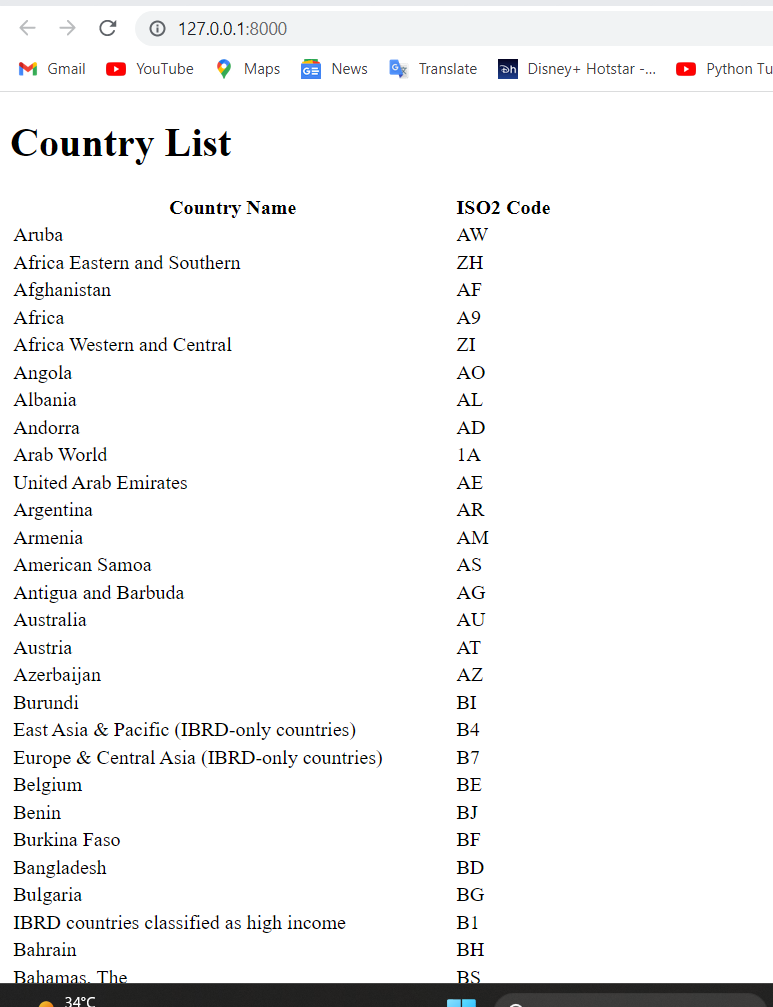 127.0.0.1:8000
Gmail YouTube Maps News Translate Disney+ Hotstar -... Python Tu
Country List
Country Name ISO2 Code
Aruba AW
Africa Eastern and Southern ZH
Afghanistan AF
Africa A9
Africa Western and Central ZI
Angola AO
Albania AL
Andorra AD
Arab World 1A
United Arab Emirates AE
Argentina AR
Armenia AM
American Samoa AS
Antigua and Barbuda AG
Australia AU
Austria AT
Azerbaijan AZ
Burundi BI
East Asia & Pacific (IBRD-only countries) B4
Europe & Central Asia (IBRD-only countries) B7
Belgium BE
Benin BJ
Burkina Faso BF
Bangladesh BD
Bulgaria BG
IBRD countries classified as high income B1
Bahrain BH
Bahamas, The BS
34°C